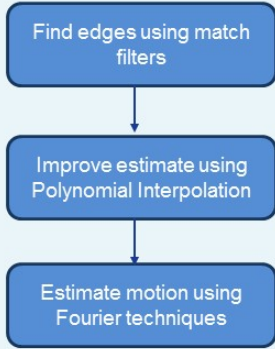 Find edges using match
filters
Improve estimate using
Polynomial Interpolation
Estimate motion using
Fourier techniques